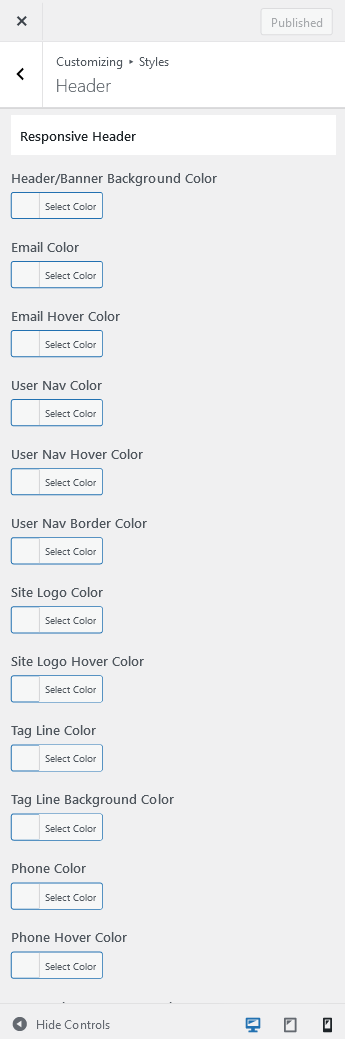 Published
Customizing ▸ Styles
Header
Responsive Header
Header/Banner Background Color
Select Color
Email Color
Select Color
Email Hover Color
Select Color
User Nav Color
Select Color
User Nav Hover Color
Select Color
User Nav Border Color
Select Color
Site Logo Color
Select Color
Site Logo Hover Color
Select Color
Tag Line Color
Select Color
Tag Line Background Color
Select Color
Phone Color
Select Color
Phone Hover Color
Select Color
Hide Controls